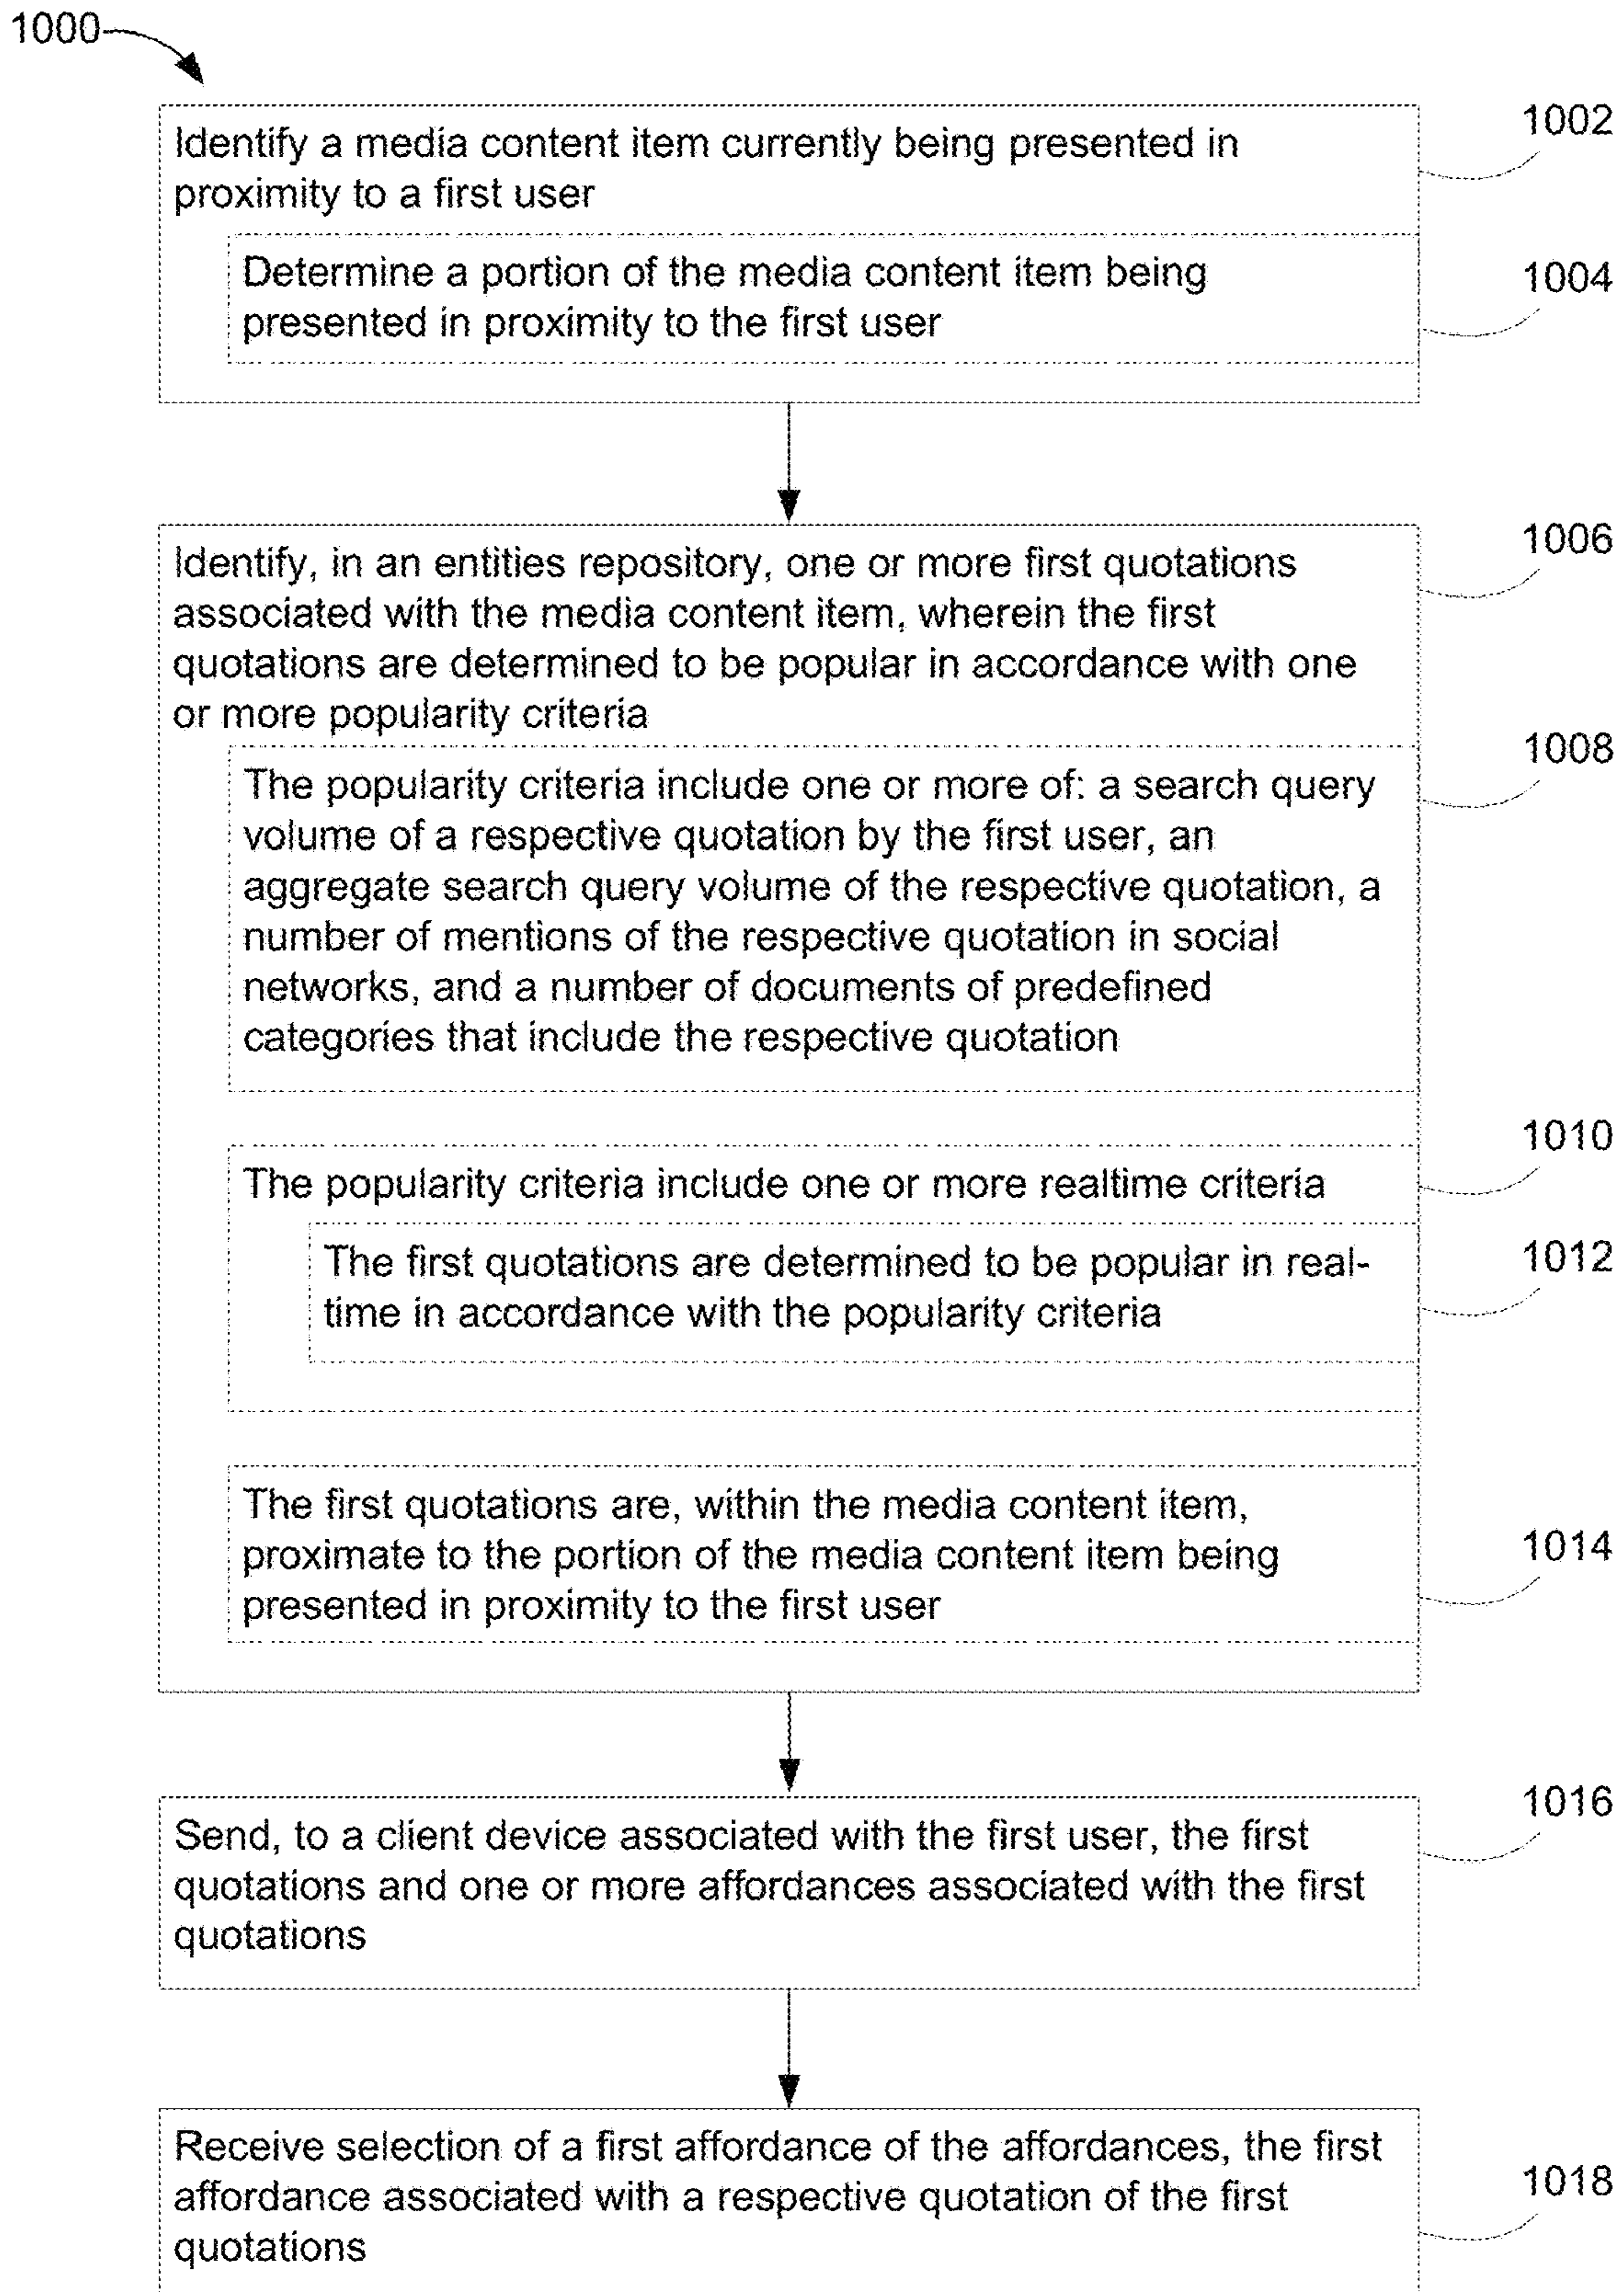 1000
Identify a media content item currently being presented in
proximity to a first user
1002
Determine a portion of the media content item being
presented in proximity to the first user
1004
Identify, in an entities repository, one or more first quotations
associated with the media content item, wherein the first
quotations are determined to be popular in accordance with one
or more popularity criteria
1006
The popularity criteria include one or more of: a search query
volume of a respective quotation by the first user, an
aggregate search query volume of the respective quotation, a
number of mentions of the respective quotation in social
networks, and a number of documents of predefined
categories that include the respective quotation
1008
The popularity criteria include one or more realtime criteria
1010
The first quotations are determined to be popular in real-
time in accordance with the popularity criteria
1012
The first quotations are, within the media content item,
proximate to the portion of the media content item being
presented in proximity to the first user
1014
Send, to a client device associated with the first user, the first
quotations and one or more affordances associated with the first
quotations
1016
Receive selection of a first affordance of the affordances, the first
affordance associated with a respective quotation of the first
quotations
1018